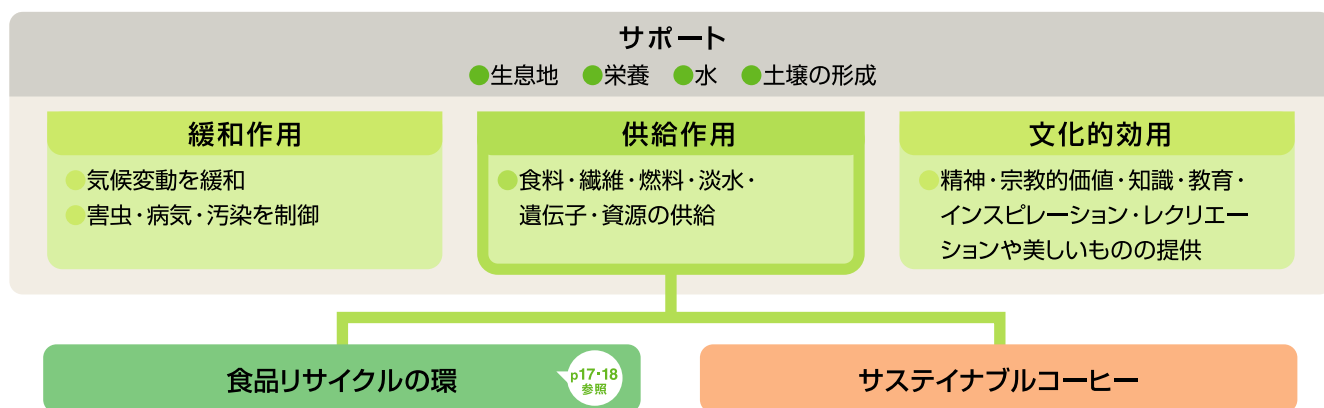 サポート
●生息地 ●栄養 ●水 ●土壌の形成
緩和作用
●気候変動を緩和
●害虫・病気・汚染を制御
供給作用
●食料・繊維・燃料・淡水・
遺伝子・資源の供給
文化的効用
●精神・宗教的価値・知識・教育・
インスピレーション・レクリエー
ションや美しいものの提供
食品リサイクルの環
p17・18
参照
サステイナブルコーヒー